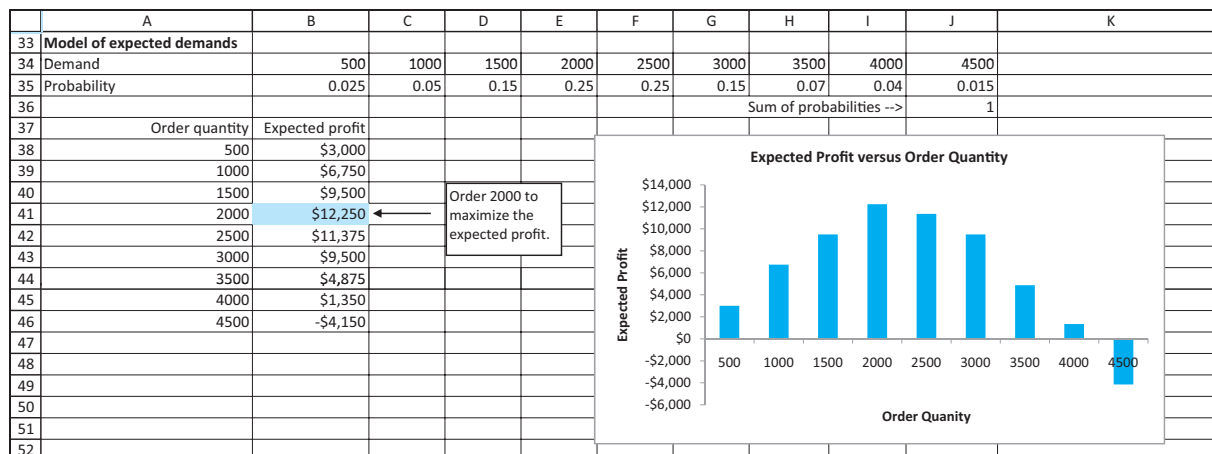 A B C D E F G H I J K
33 Model of expected demands
34 Demand 500 1000 1500 2000 2500 3000 3500 4000 4500
35 Probability 0.025 0.05 0.15 0.25 0.25 0.15 0.07 0.04 0.015
36 Sum of probabilities --> 1
37 Order quantity Expected profit
38 500 $3,000
39 1000 $6,750
40 1500 $9,500
41 2000 $12,250
42 2500 $11,375
43 3000 $9,500
44 3500 $4,875
45 4000 $1,350
46 4500 -$4,150
47
48
49
50
51
52
Order 2000 to
maximize the
expected profit.
Expected Profit versus Order Quantity
Expected Profit
$14,000
$12,000
$10,000
$8,000
$6,000
$4,000
$2,000
$0
-$2,000
-$4,000
-$6,000
500 1000 1500 2000 2500 3000 3500 4000 4500
Order Quanity